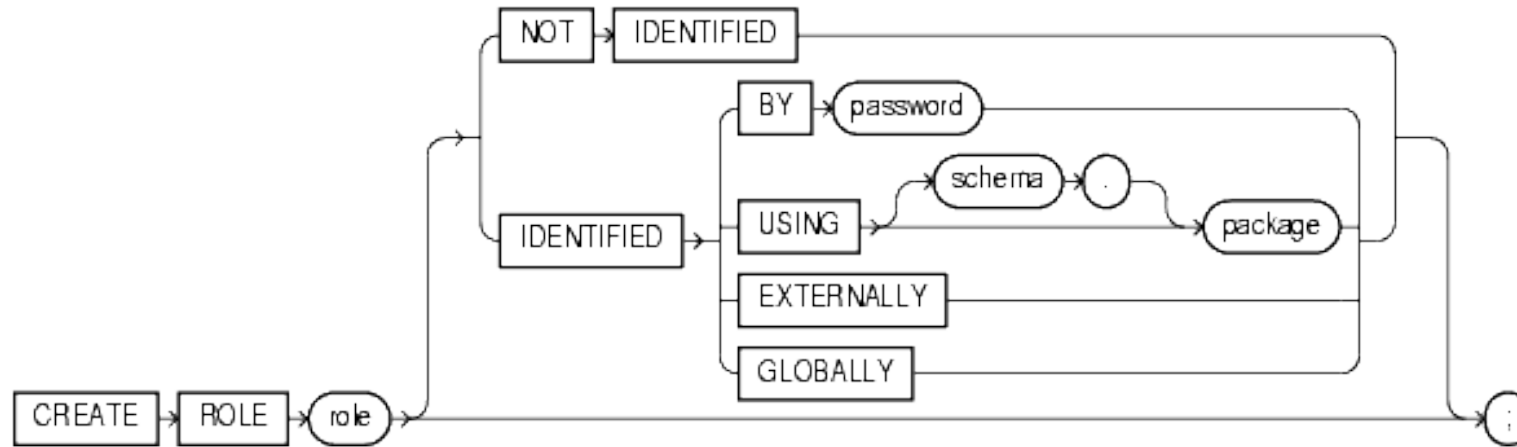 NOT IDENTIFIED
BY password
schema .
IDENTIFIED USING package
EXTERNALLY
GLOBALLY
CREATE ROLE role ;